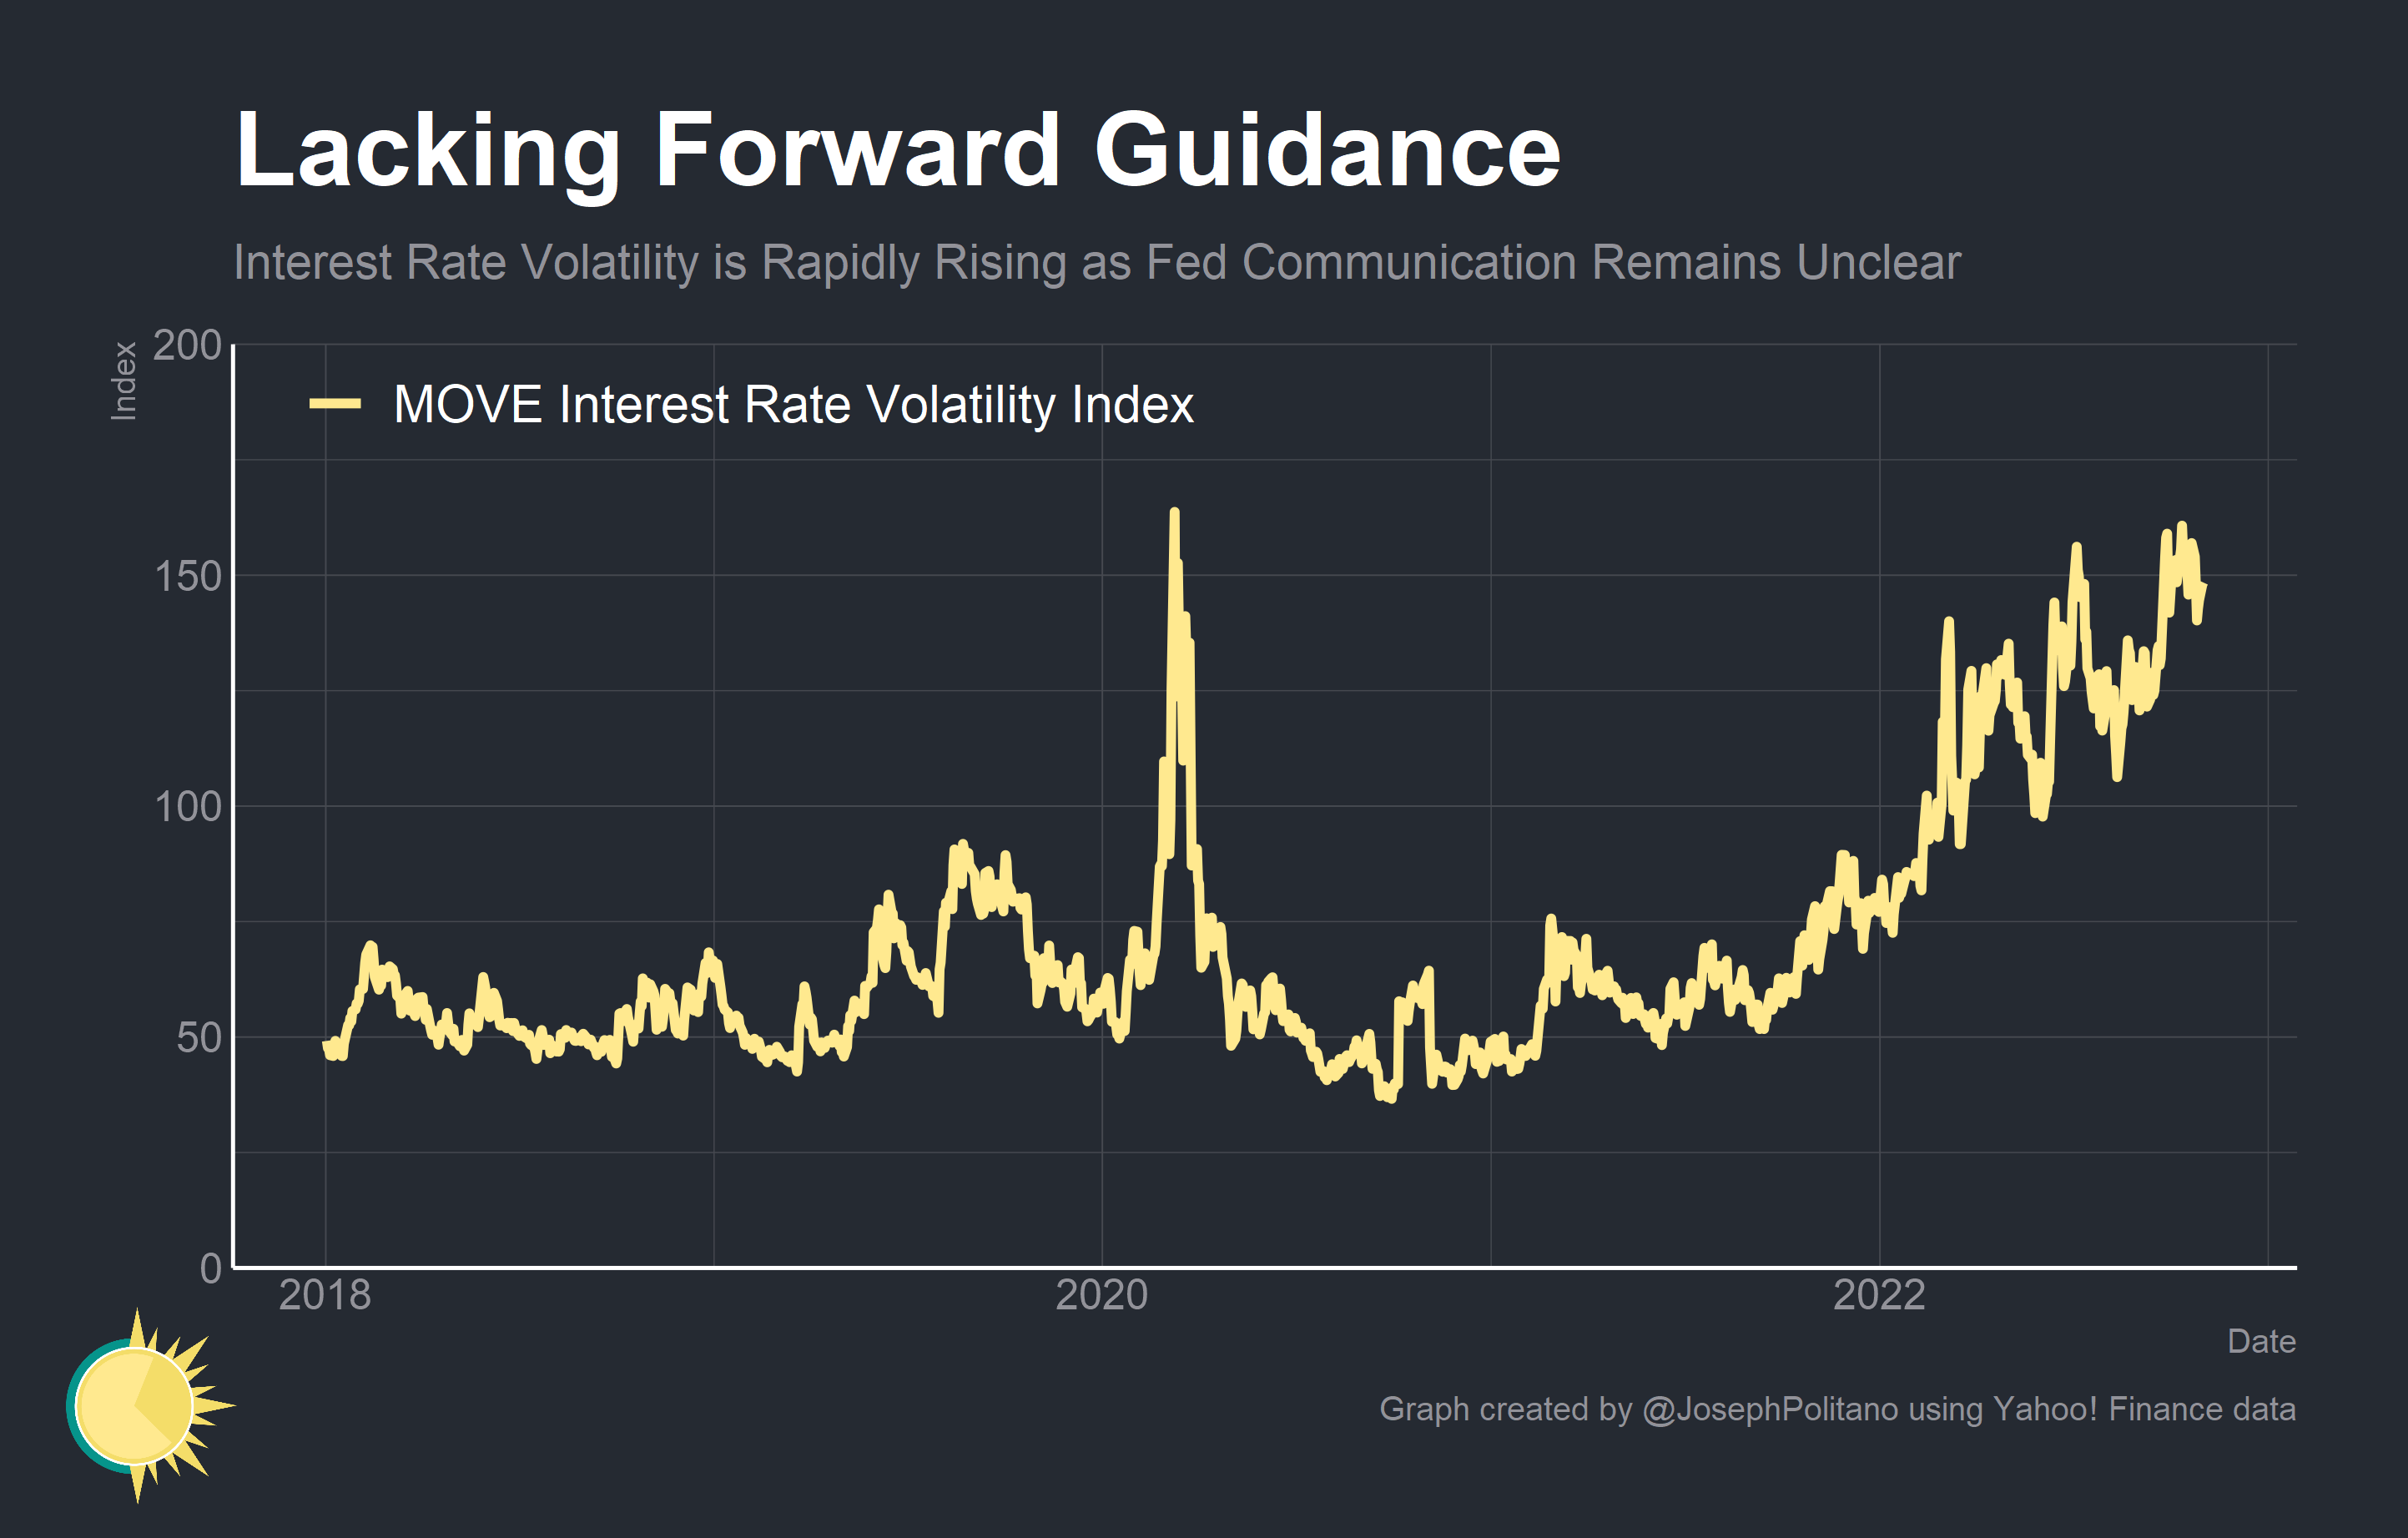 Lacking Forward Guidance
Interest Rate Volatility is Rapidly Rising as Fed Communication Remains Unclear
Index
200
MOVE Interest Rate Volatility Index
150
100
50
0
2018
2020
2022
Date
Graph created by @JosephPolitano using Yahoo! Finance data